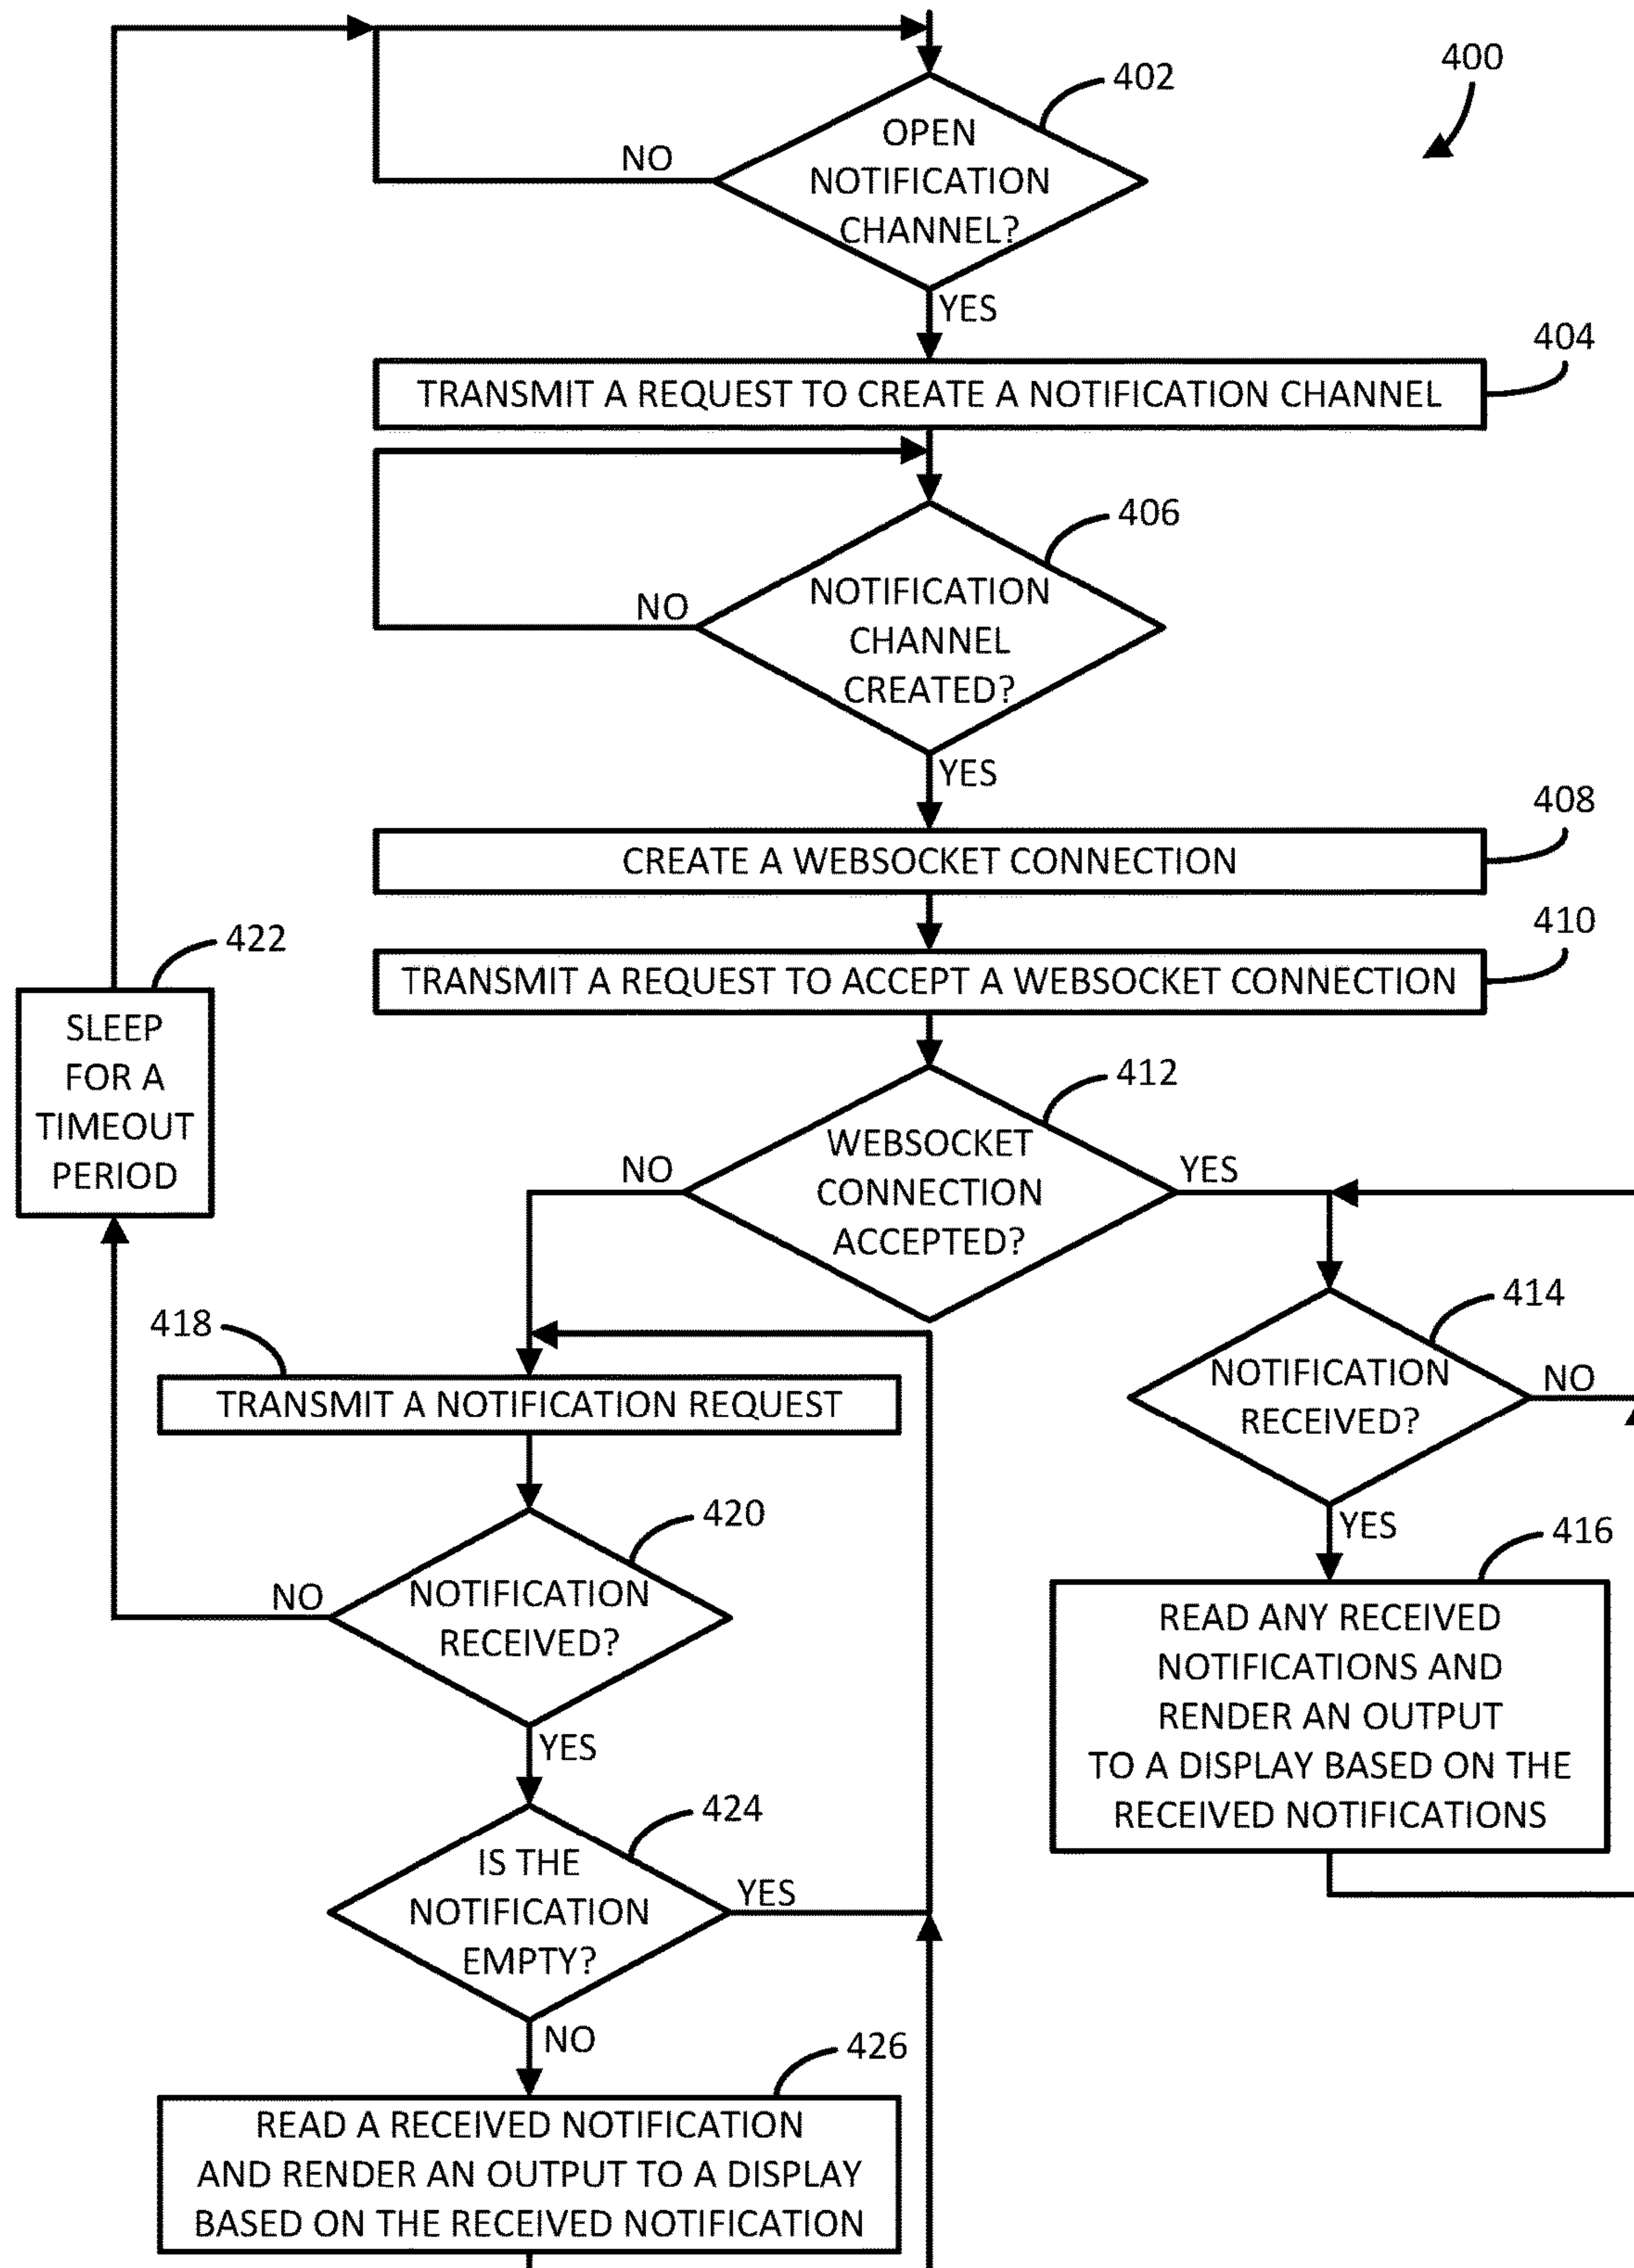 400
402
OPEN
NOTIFICATION
CHANNEL?
NO
YES
404
TRANSMIT A REQUEST TO CREATE A NOTIFICATION CHANNEL
406
NOTIFICATION
CHANNEL
CREATED?
NO
YES
408
CREATE A WEBSOCKET CONNECTION
410
TRANSMIT A REQUEST TO ACCEPT A WEBSOCKET CONNECTION
422
SLEEP
FOR A
TIMEOUT
PERIOD
412
WEBSOCKET
CONNECTION
ACCEPTED?
NO
YES
414
NOTIFICATION
RECEIVED?
NO
YES
416
READ ANY RECEIVED
NOTIFICATIONS AND
RENDER AN OUTPUT
TO A DISPLAY BASED ON THE
RECEIVED NOTIFICATIONS
418
TRANSMIT A NOTIFICATION REQUEST
420
NOTIFICATION
RECEIVED?
NO
YES
424
IS THE
NOTIFICATION
EMPTY?
YES
NO
426
READ A RECEIVED NOTIFICATION
AND RENDER AN OUTPUT TO A DISPLAY
BASED ON THE RECEIVED NOTIFICATION